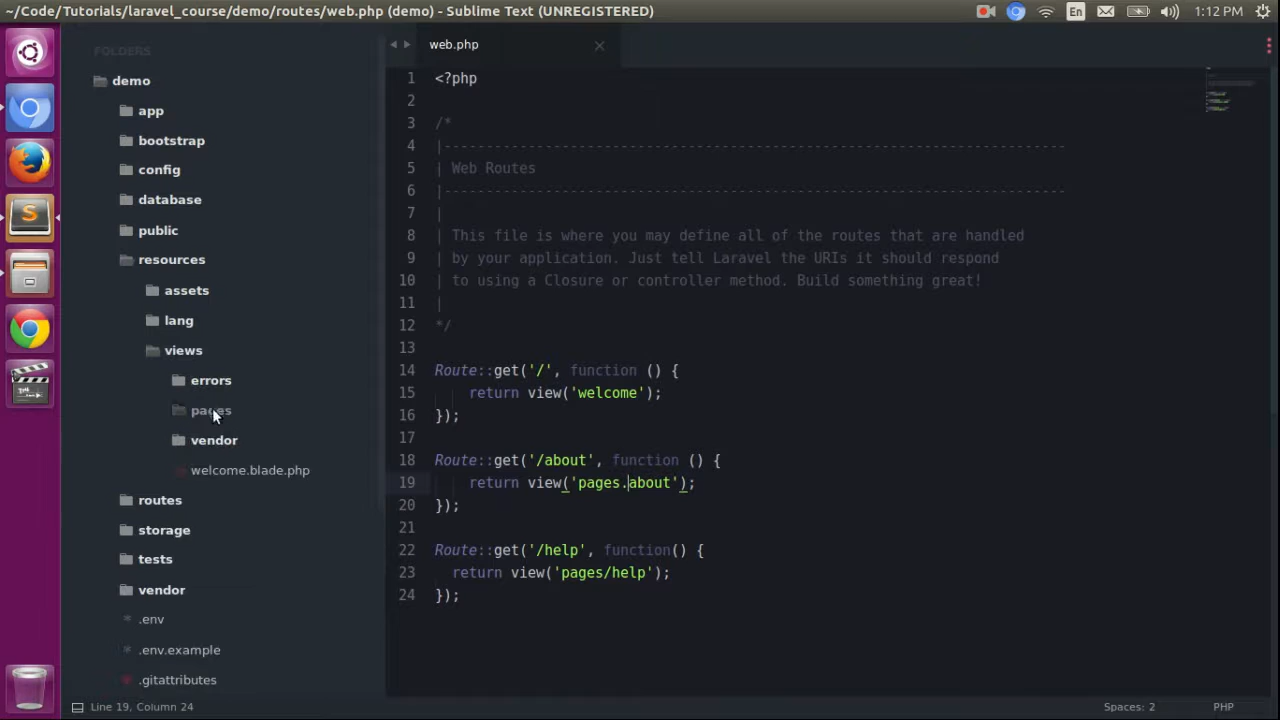 ~/Code/Tutorials/laravel_course/demo/routes/web.php (demo) - Sublime Text (UNREGISTERED)
En
1:12 PM
FOLDERS
demo
app
bootstrap
config
database
public
resources
assets
lang
views
errors
pages
vendor
welcome.blade.php
routes
storage
tests
vendor
* .env
* .env.example
.gitattributes
web.php
1 <?php
2
3 /*
4 |--------------------------------------------------------------------------
5 | Web Routes
6 |--------------------------------------------------------------------------
7 |
8 | This file is where you may define all of the routes that are handled
9 | by your application. Just tell Laravel the URIs it should respond
10 | to using a Closure or controller method. Build something great!
11 |
12 */
13
14 Route::get('/', function () {
15 return view('welcome');
16 });
17
18 Route::get('/about', function () {
19 return view('pages.about');
20 });
21
22 Route::get('/help', function() {
23 return view('pages/help');
24 });
Line 19, Column 24
Spaces: 2
PHP